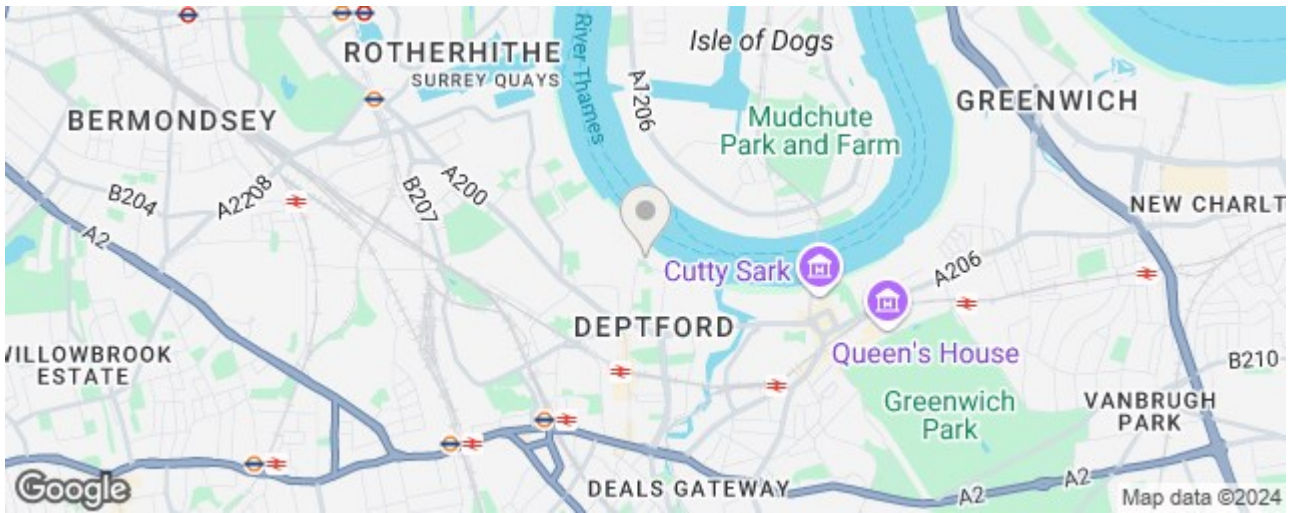 Isle of Dogs
ROTHERHITHE
SURREY QUAYS
River Thames
A1206
GREENWICH
BERMONDSEY
Mudchute
Park and Farm
A200
B207
A2208
B204
A2
NEW CHARLT
A206
Cutty Sark
DEPTFORD
Queen's House
WILLOWBROOK
ESTATE
B210
Greenwich
Park
VANBRUGH
PARK
DEALS GATEWAY
A2
A2
Google
Map data ©2024